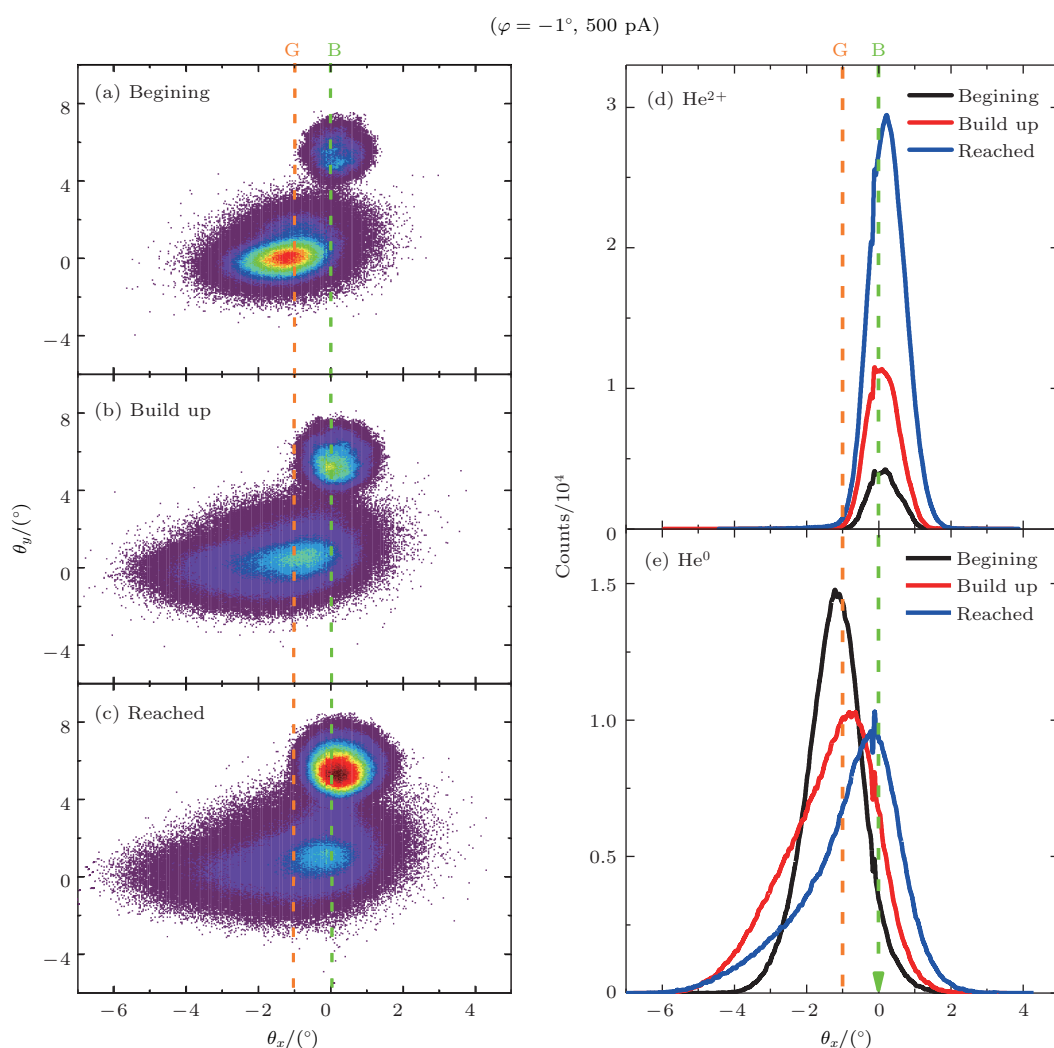 (φ = −1°, 500 pA)
G B
(a) Begining
8
4
0
−4
(b) Build up
8
4
0
−4
θy/(°)
(c) Reached
8
4
0
−4
−6 −4 −2 0 2 4
θx/(°)
G B
(d) He2+
Begining
Build up
Reached
3
2
1
0
Counts/10⁴
(e) He0
Begining
Build up
Reached
1.5
1.0
0.5
0
−6 −4 −2 0 2 4
θx/(°)